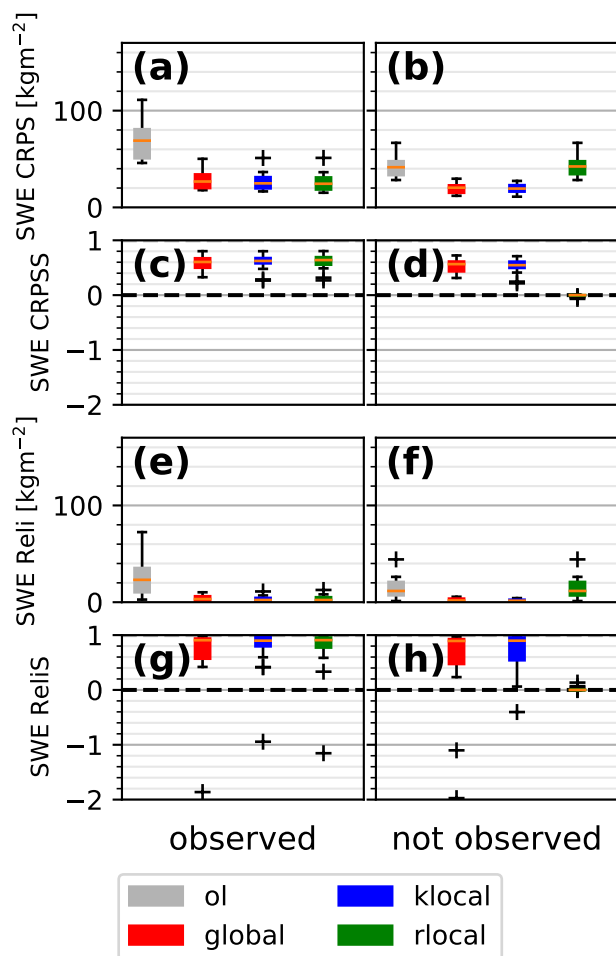 (a) (b)
SWE CRPS [kgm⁻²]
100
0
(c) (d)
SWE CRPSS
1
0
−1
−2
(e) (f)
SWE Reli [kgm⁻²]
100
0
(g) (h)
SWE ReliS
1
0
−1
−2
observed not observed
ol klocal
global rlocal